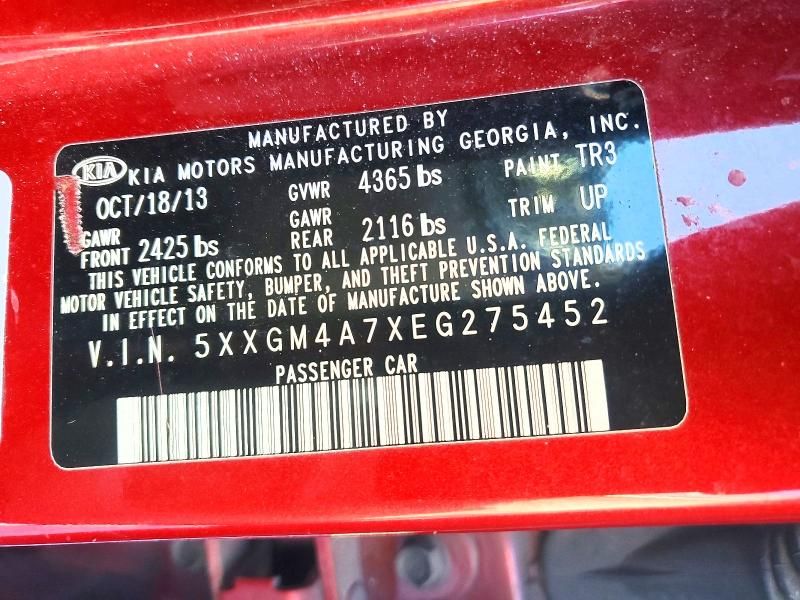 MANUFACTURED BY
KIA KIA MOTORS MANUFACTURING GEORGIA, INC.
OCT/18/13 GVWR 4365 lbs PAINT TR3
GAWR FRONT 2425 lbs GAWR REAR 2116 lbs TRIM UP
THIS VEHICLE CONFORMS TO ALL APPLICABLE U.S.A. FEDERAL
MOTOR VEHICLE SAFETY, BUMPER, AND THEFT PREVENTION STANDARDS
IN EFFECT ON THE DATE OF MANUFACTURE SHOWN ABOVE.
V.I.N. 5XXGM4A7XEG275452
PASSENGER CAR